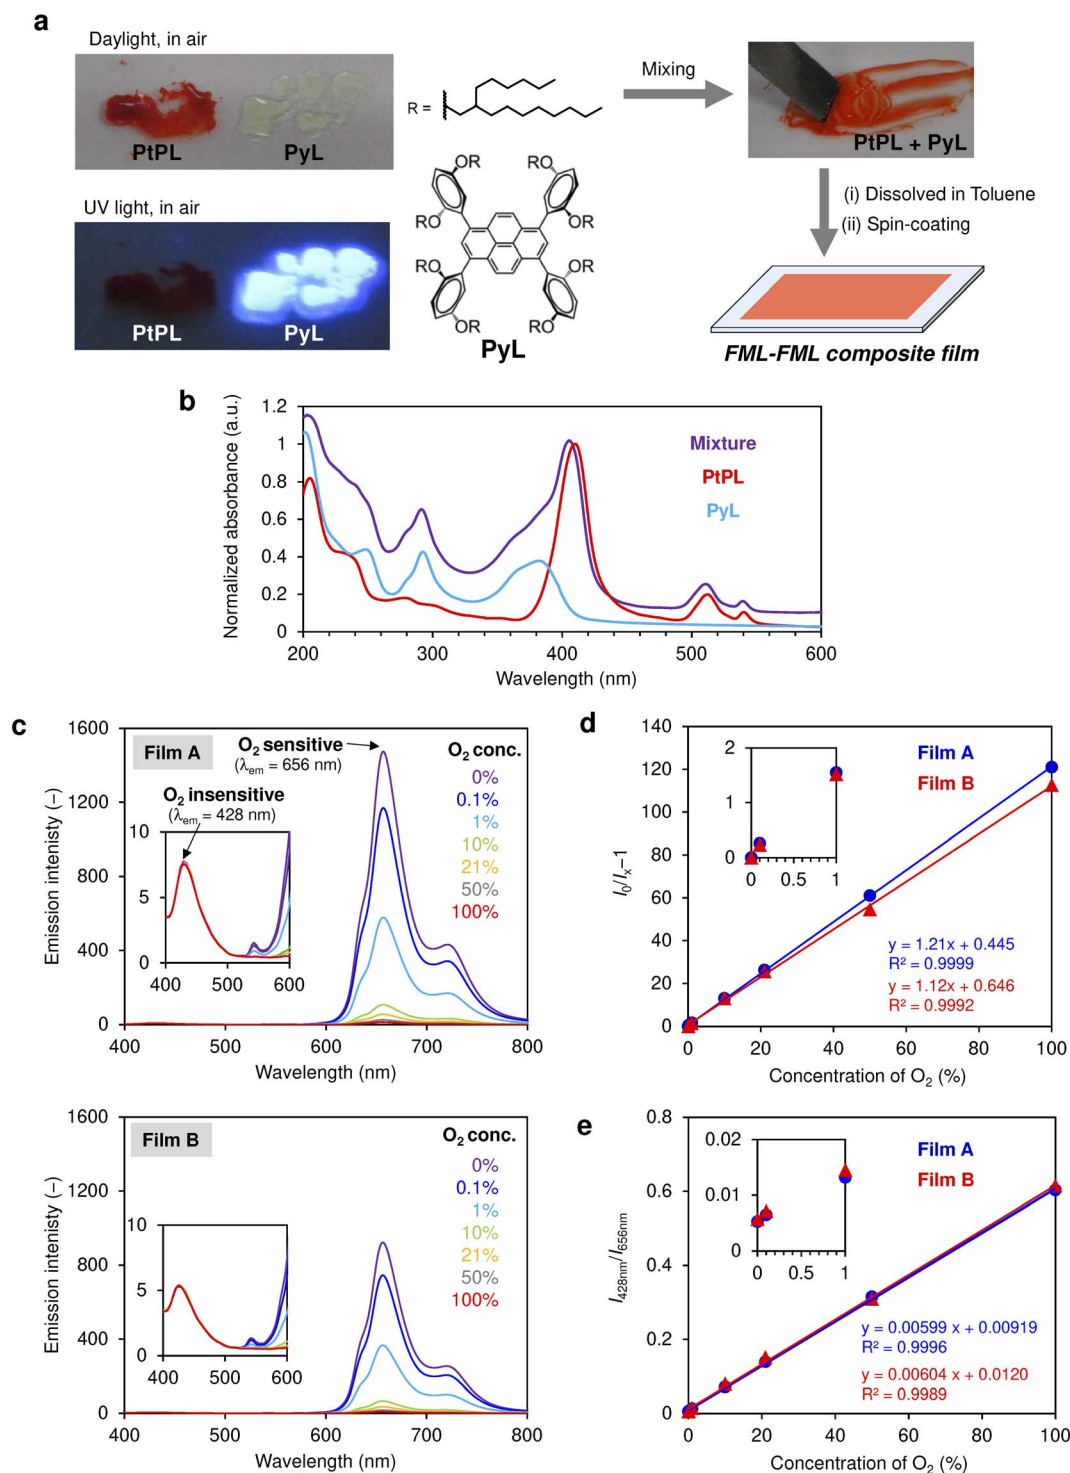 a
Daylight, in air
PtPL
PyL
UV light, in air
PtPL
PyL
R =
OR
OR
RO
OR
OR
OR
RO
OR
OR
OR
PyL
Mixing
PtPL + PyL
(i) Dissolved in Toluene
(ii) Spin-coating
FML-FML composite film
b
Normalized absorbance (a.u.)
1.2
1
0.8
0.6
0.4
0.2
0
200
300
400
500
600
Wavelength (nm)
Mixture
PtPL
PyL
c
Emission intenisty (−)
1600
1200
800
400
0
400
500
600
700
800
Wavelength (nm)
Film A
O2 sensitive
(λem = 656 nm)
O2 insensitive
(λem = 428 nm)
10
5
0
400
500
600
O2 conc.
0%
0.1%
1%
10%
21%
50%
100%
Emission intenisty (−)
1600
1200
800
400
0
400
500
600
700
800
Wavelength (nm)
Film B
10
5
0
400
500
600
O2 conc.
0%
0.1%
1%
10%
21%
50%
100%
d
I0/Ix−1
140
120
100
80
60
40
20
0
0
20
40
60
80
100
Concentration of O2 (%)
2
1
0
0
0.5
1
Film A
Film B
y = 1.21x + 0.445
R² = 0.9999
y = 1.12x + 0.646
R² = 0.9992
e
I428nm/I656nm
0.8
0.6
0.4
0.2
0
0
20
40
60
80
100
Concentration of O2 (%)
0.02
0.01
0
0
0.5
1
Film A
Film B
y = 0.00599 x + 0.00919
R² = 0.9996
y = 0.00604 x + 0.0120
R² = 0.9989